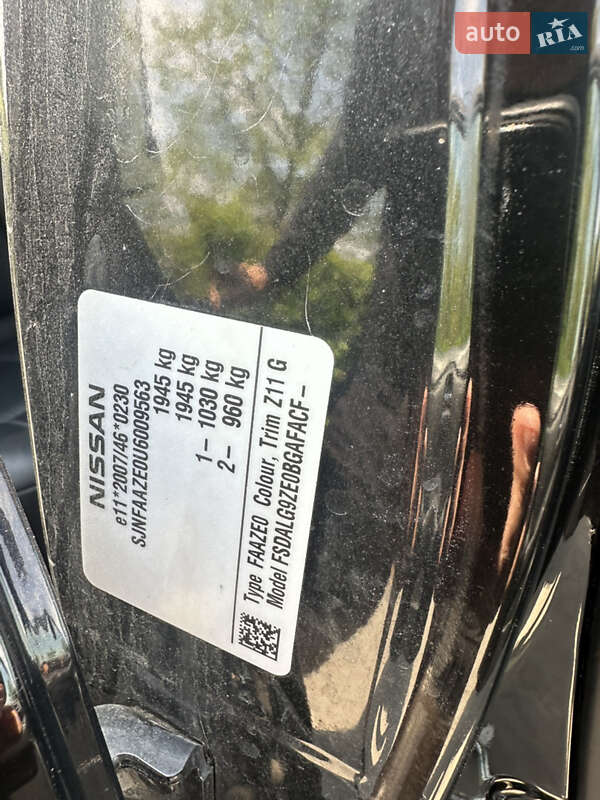 auto RIA .com
NISSAN
e11*2007/46*0230
SJNFAAZE0U6009563
1945 kg
1945 kg
1- 1030 kg
2- 960 kg
Type FAAZE0 Colour, Trim Z11 G
Model FSDALG9ZE0BGAFACF-